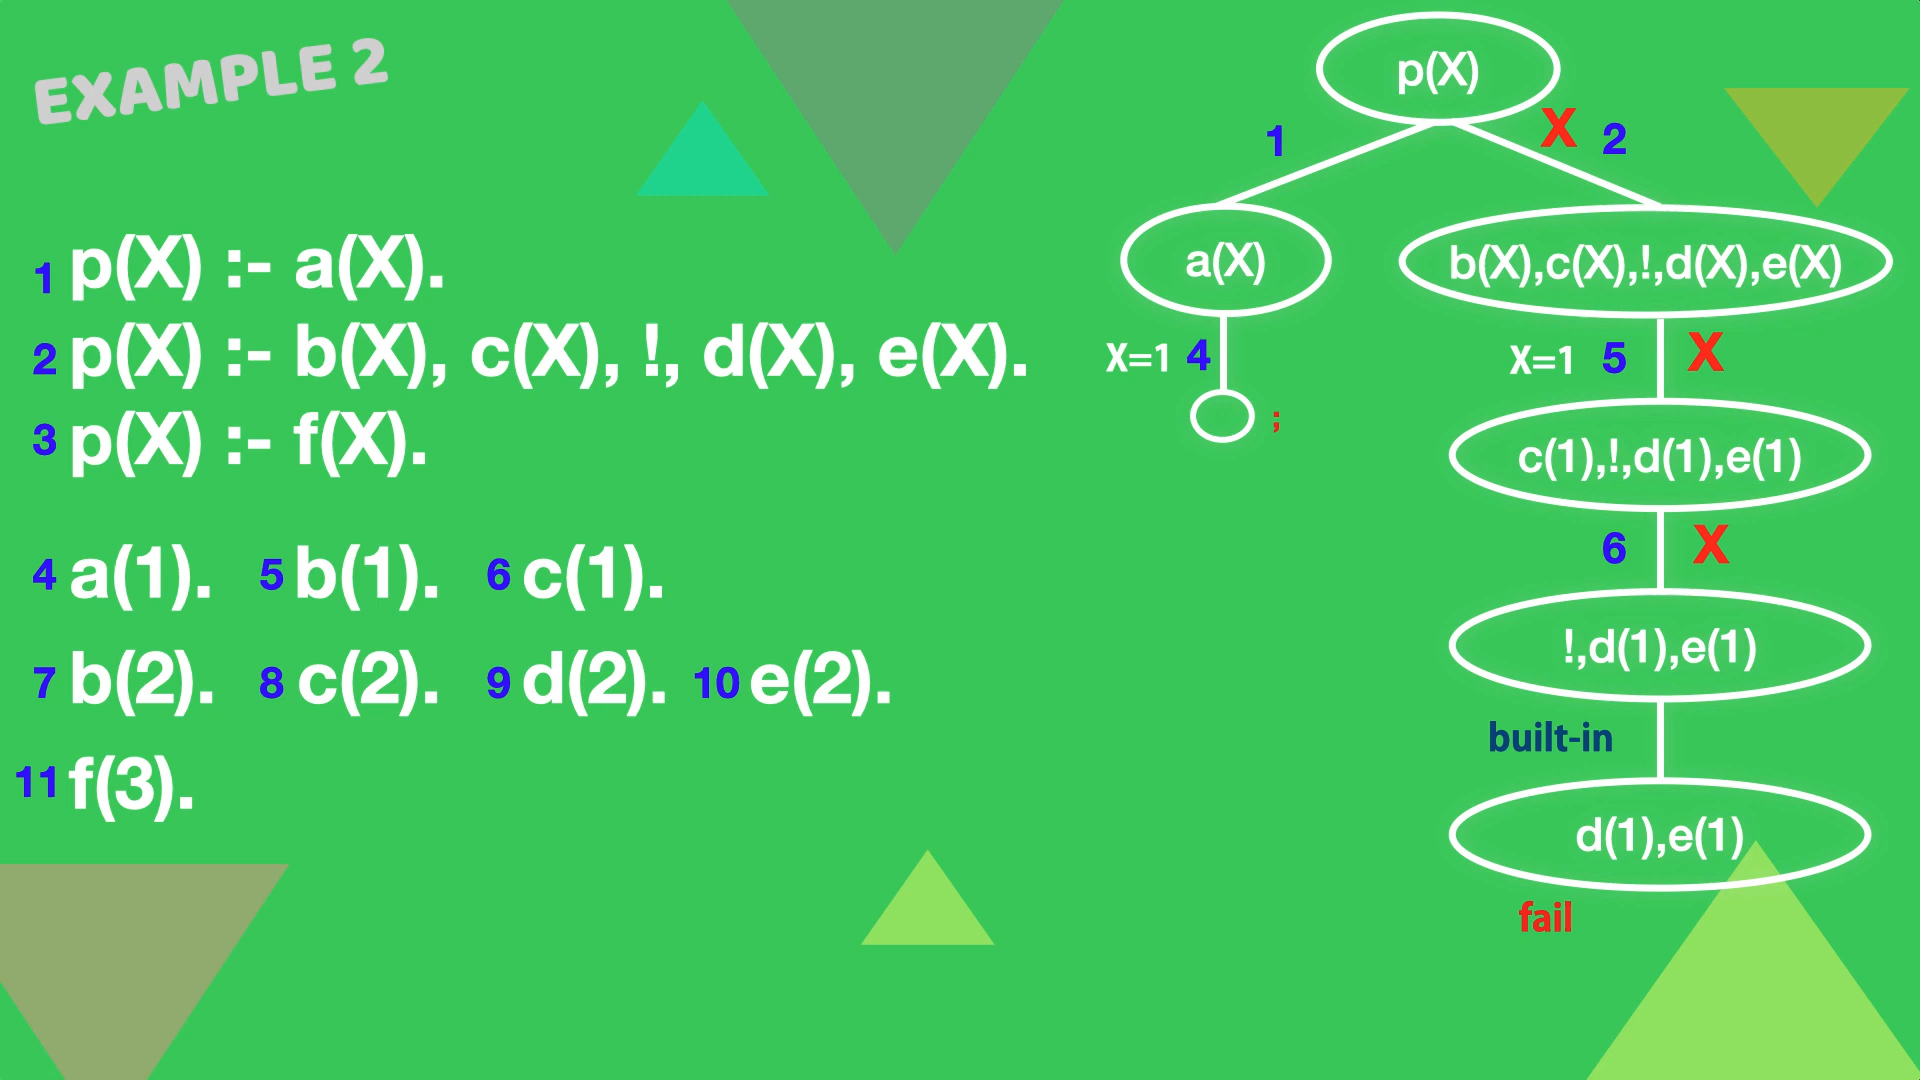 EXAMPLE 2
1 p(X) :- a(X).
2 p(X) :- b(X), c(X), !, d(X), e(X).
3 p(X) :- f(X).
4 a(1). 5 b(1). 6 c(1).
7 b(2). 8 c(2). 9 d(2). 10 e(2).
11 f(3).
p(X)
1 X 2
a(X) b(X),c(X),!,d(X),e(X)
X=1 4 X=1 5 X
; c(1),!,d(1),e(1)
6 X
!,d(1),e(1)
built-in
d(1),e(1)
fail